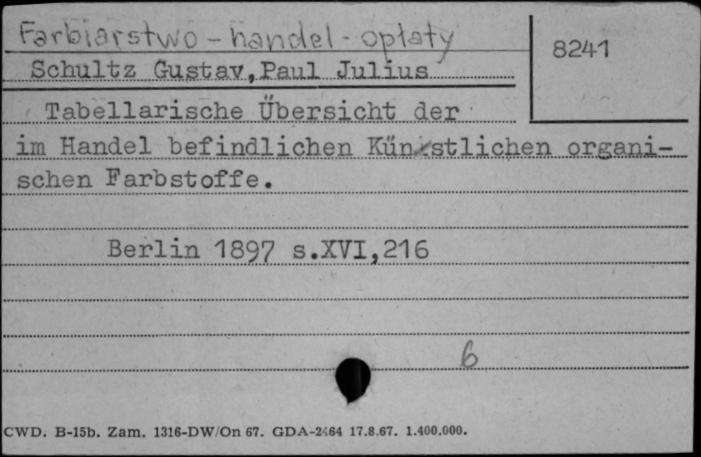 Farbiarstwo - handel - opłaty
8241
Schultz Gustav, Paul Julius
Tabellarische Übersicht der
im Handel befindlichen Künstlichen organi-
schen Farbstoffe.
Berlin 1897 s.XVI,216
6
CWD. B-15b. Zam. 1316-DW/On 67. GDA-2464 17.8.67. 1.400.000.